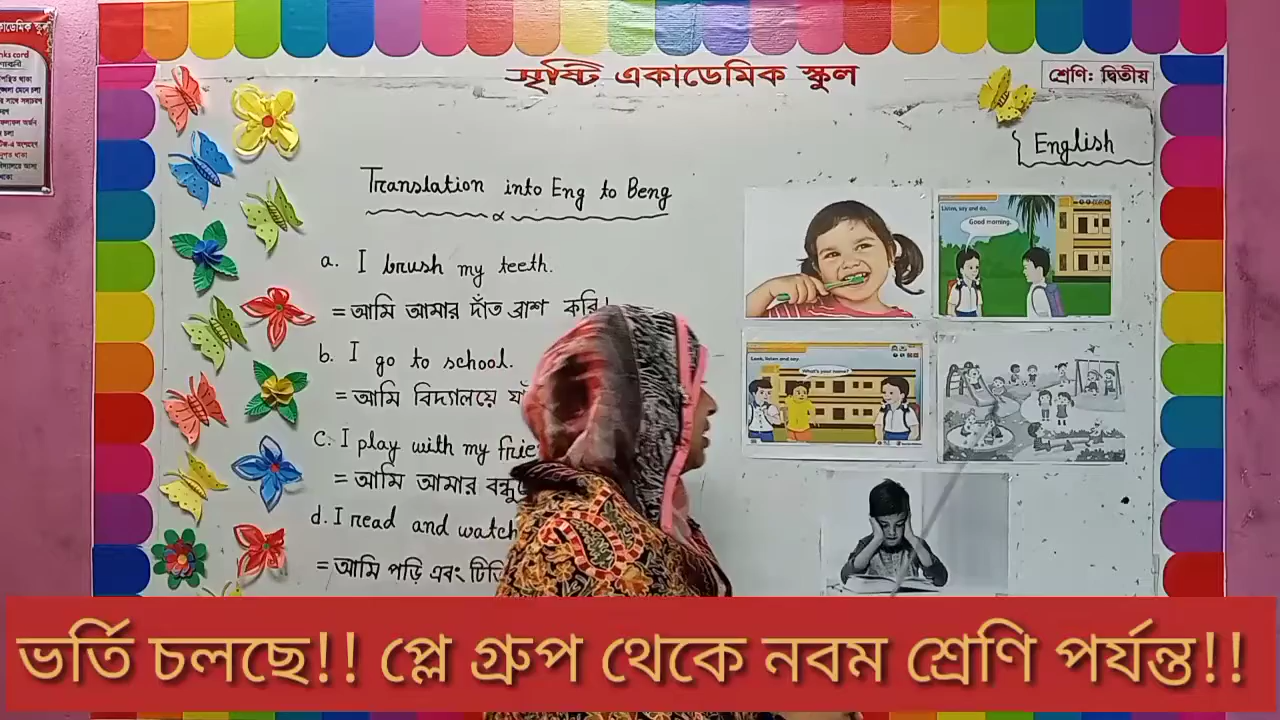 সৃষ্টি একাডেমিক স্কুল
শ্রেণি: দ্বিতীয়
English
Translation into Eng to Beng
a. I brush my teeth.
= আমি আমার দাঁত ব্রাশ করি।
b. I go to school.
= আমি বিদ্যালয়ে
c. I play with my
= আমি আমার
d. I read and watch
= আমি পড়ি এবং
Listen, say and do.
Good morning.
Look, listen and say.
What's your name?
ভর্তি চলছে!! প্লে গ্রুপ থেকে নবম শ্রেণি পর্যন্ত!!